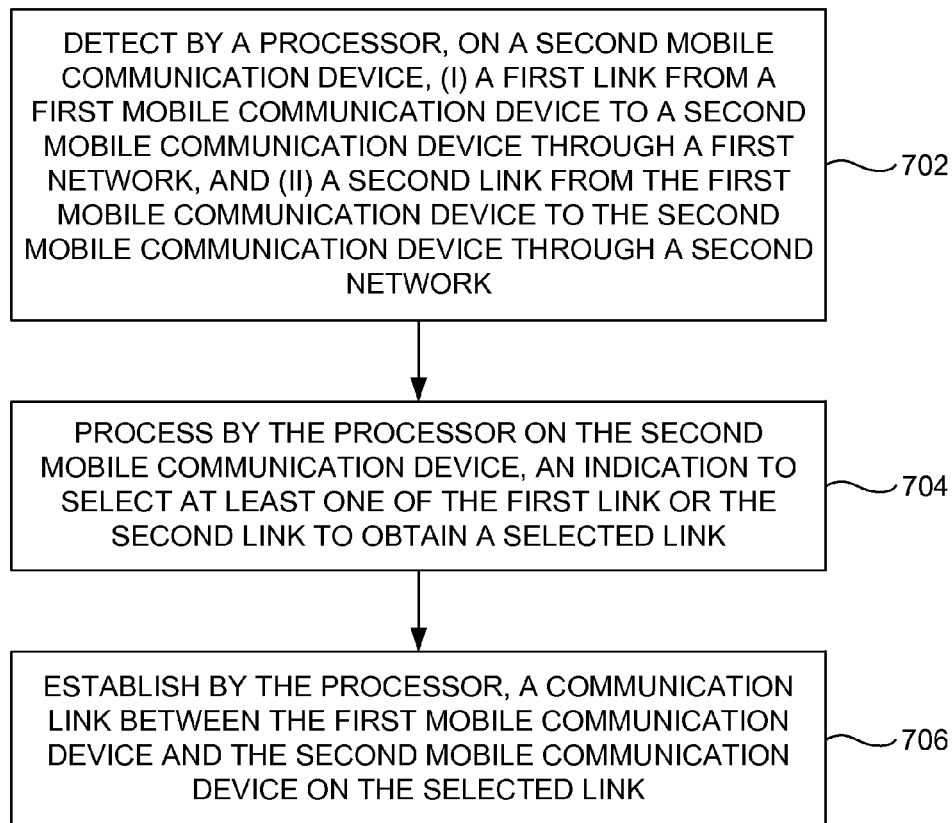 DETECT BY A PROCESSOR, ON A SECOND MOBILE
COMMUNICATION DEVICE, (I) A FIRST LINK FROM A
FIRST MOBILE COMMUNICATION DEVICE TO A SECOND
MOBILE COMMUNICATION DEVICE THROUGH A FIRST
NETWORK, AND (II) A SECOND LINK FROM THE FIRST
MOBILE COMMUNICATION DEVICE TO THE SECOND
MOBILE COMMUNICATION DEVICE THROUGH A SECOND
NETWORK
702
PROCESS BY THE PROCESSOR ON THE SECOND
MOBILE COMMUNICATION DEVICE, AN INDICATION TO
SELECT AT LEAST ONE OF THE FIRST LINK OR THE
SECOND LINK TO OBTAIN A SELECTED LINK
704
ESTABLISH BY THE PROCESSOR, A COMMUNICATION
LINK BETWEEN THE FIRST MOBILE COMMUNICATION
DEVICE AND THE SECOND MOBILE COMMUNICATION
DEVICE ON THE SELECTED LINK
706